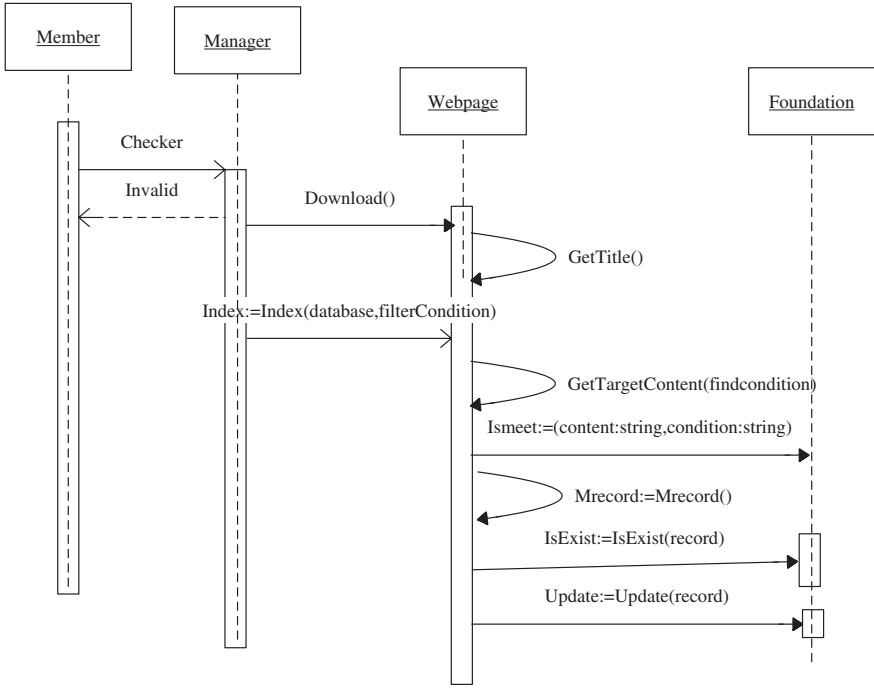 Member
Manager
Webpage
Foundation
Checker
Invalid
Download()
GetTitle()
Index:=Index(database,filterCondition)
GetTargetContent(findcondition)
Ismeet:=(content:string,condition:string)
Mrecord:=Mrecord()
IsExist:=IsExist(record)
Update:=Update(record)